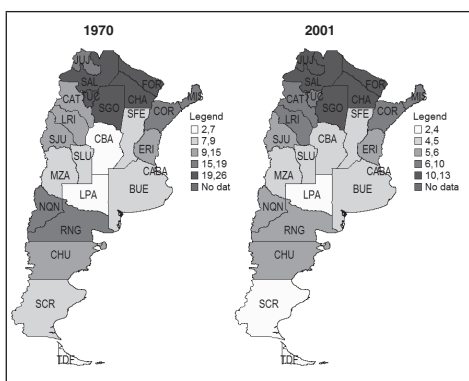 1970
JUJ
SAL
FOR
CAT
TUC
SGO
CHA
MIS
LRI
SFE
COR
SJU
CBA
ERI
SLU
MZA
CABA
LPA
BUE
NQN
RNG
CHU
SCR
TDF
Legend
2,7
7,9
9,15
15,19
19,26
No dat
2001
JUJ
SAL
FOR
CAT
TUC
SGO
CHA
MIS
LRI
SFE
COR
SJU
CBA
ERI
SLU
MZA
CABA
LPA
BUE
NQN
RNG
CHU
SCR
TDF
Legend
2,4
4,5
5,6
6,10
10,13
No data